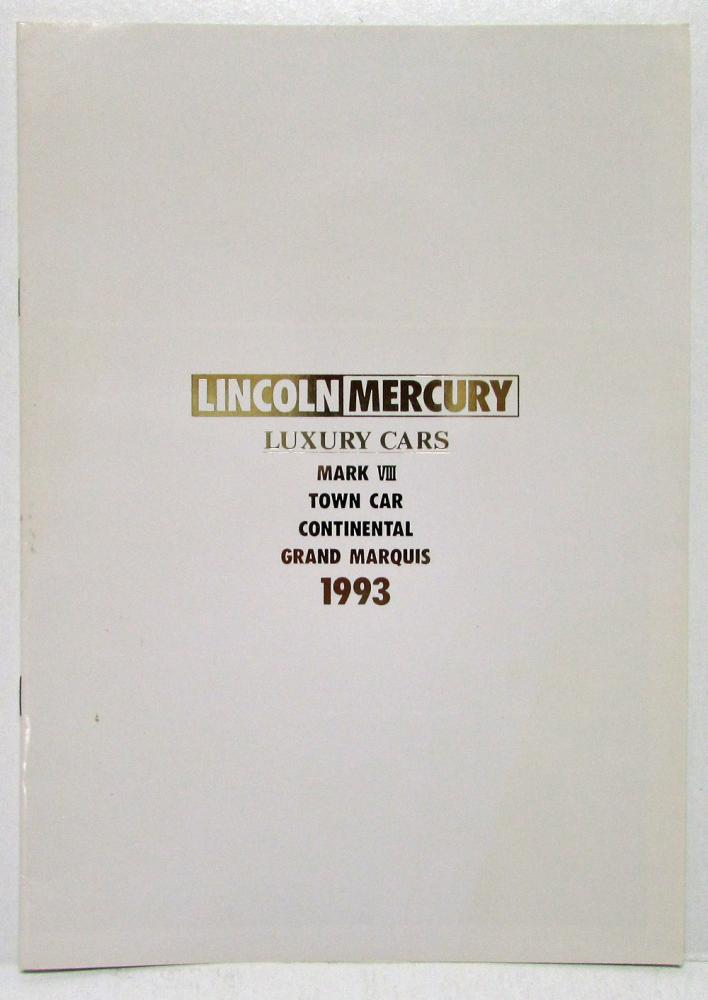 LINCOLN MERCURY
LUXURY CARS
MARK VIII
TOWN CAR
CONTINENTAL
GRAND MARQUIS
1993